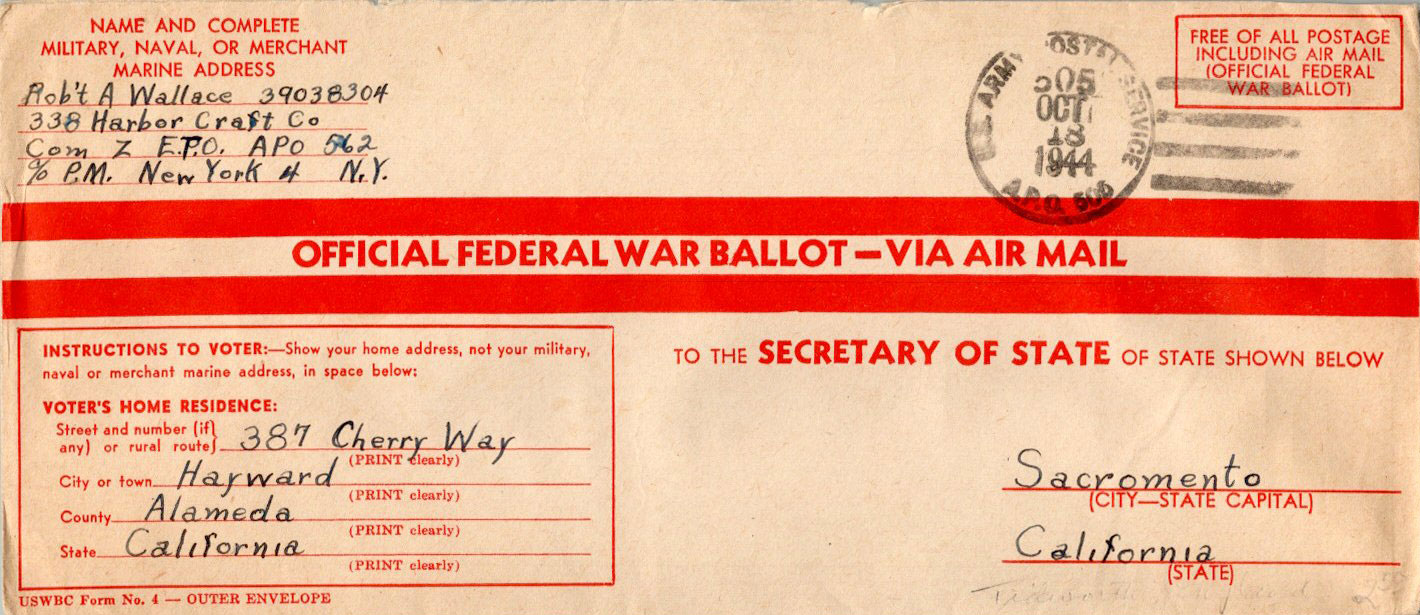 NAME AND COMPLETE
MILITARY, NAVAL, OR MERCHANT
MARINE ADDRESS
Rob't A Wallace 39038304
338 Harbor Craft Co
Com Z E.T.O. APO 562
c/o P.M. New York 4 N.Y.
U.S. ARMY POSTAL SERVICE
OCT
18
1944
A.P.O.
FREE OF ALL POSTAGE
INCLUDING AIR MAIL
(OFFICIAL FEDERAL
WAR BALLOT)
OFFICIAL FEDERAL WAR BALLOT—VIA AIR MAIL
INSTRUCTIONS TO VOTER:—Show your home address, not your military,
naval or merchant marine address, in space below:
VOTER'S HOME RESIDENCE:
Street and number (if
any) or rural route} 387 Cherry Way
(PRINT clearly)
City or town Hayward
(PRINT clearly)
County Alameda
(PRINT clearly)
State California
(PRINT clearly)
USWBC Form No. 4 — OUTER ENVELOPE
TO THE SECRETARY OF STATE OF STATE SHOWN BELOW
Sacromento
(CITY—STATE CAPITAL)
California
(STATE)